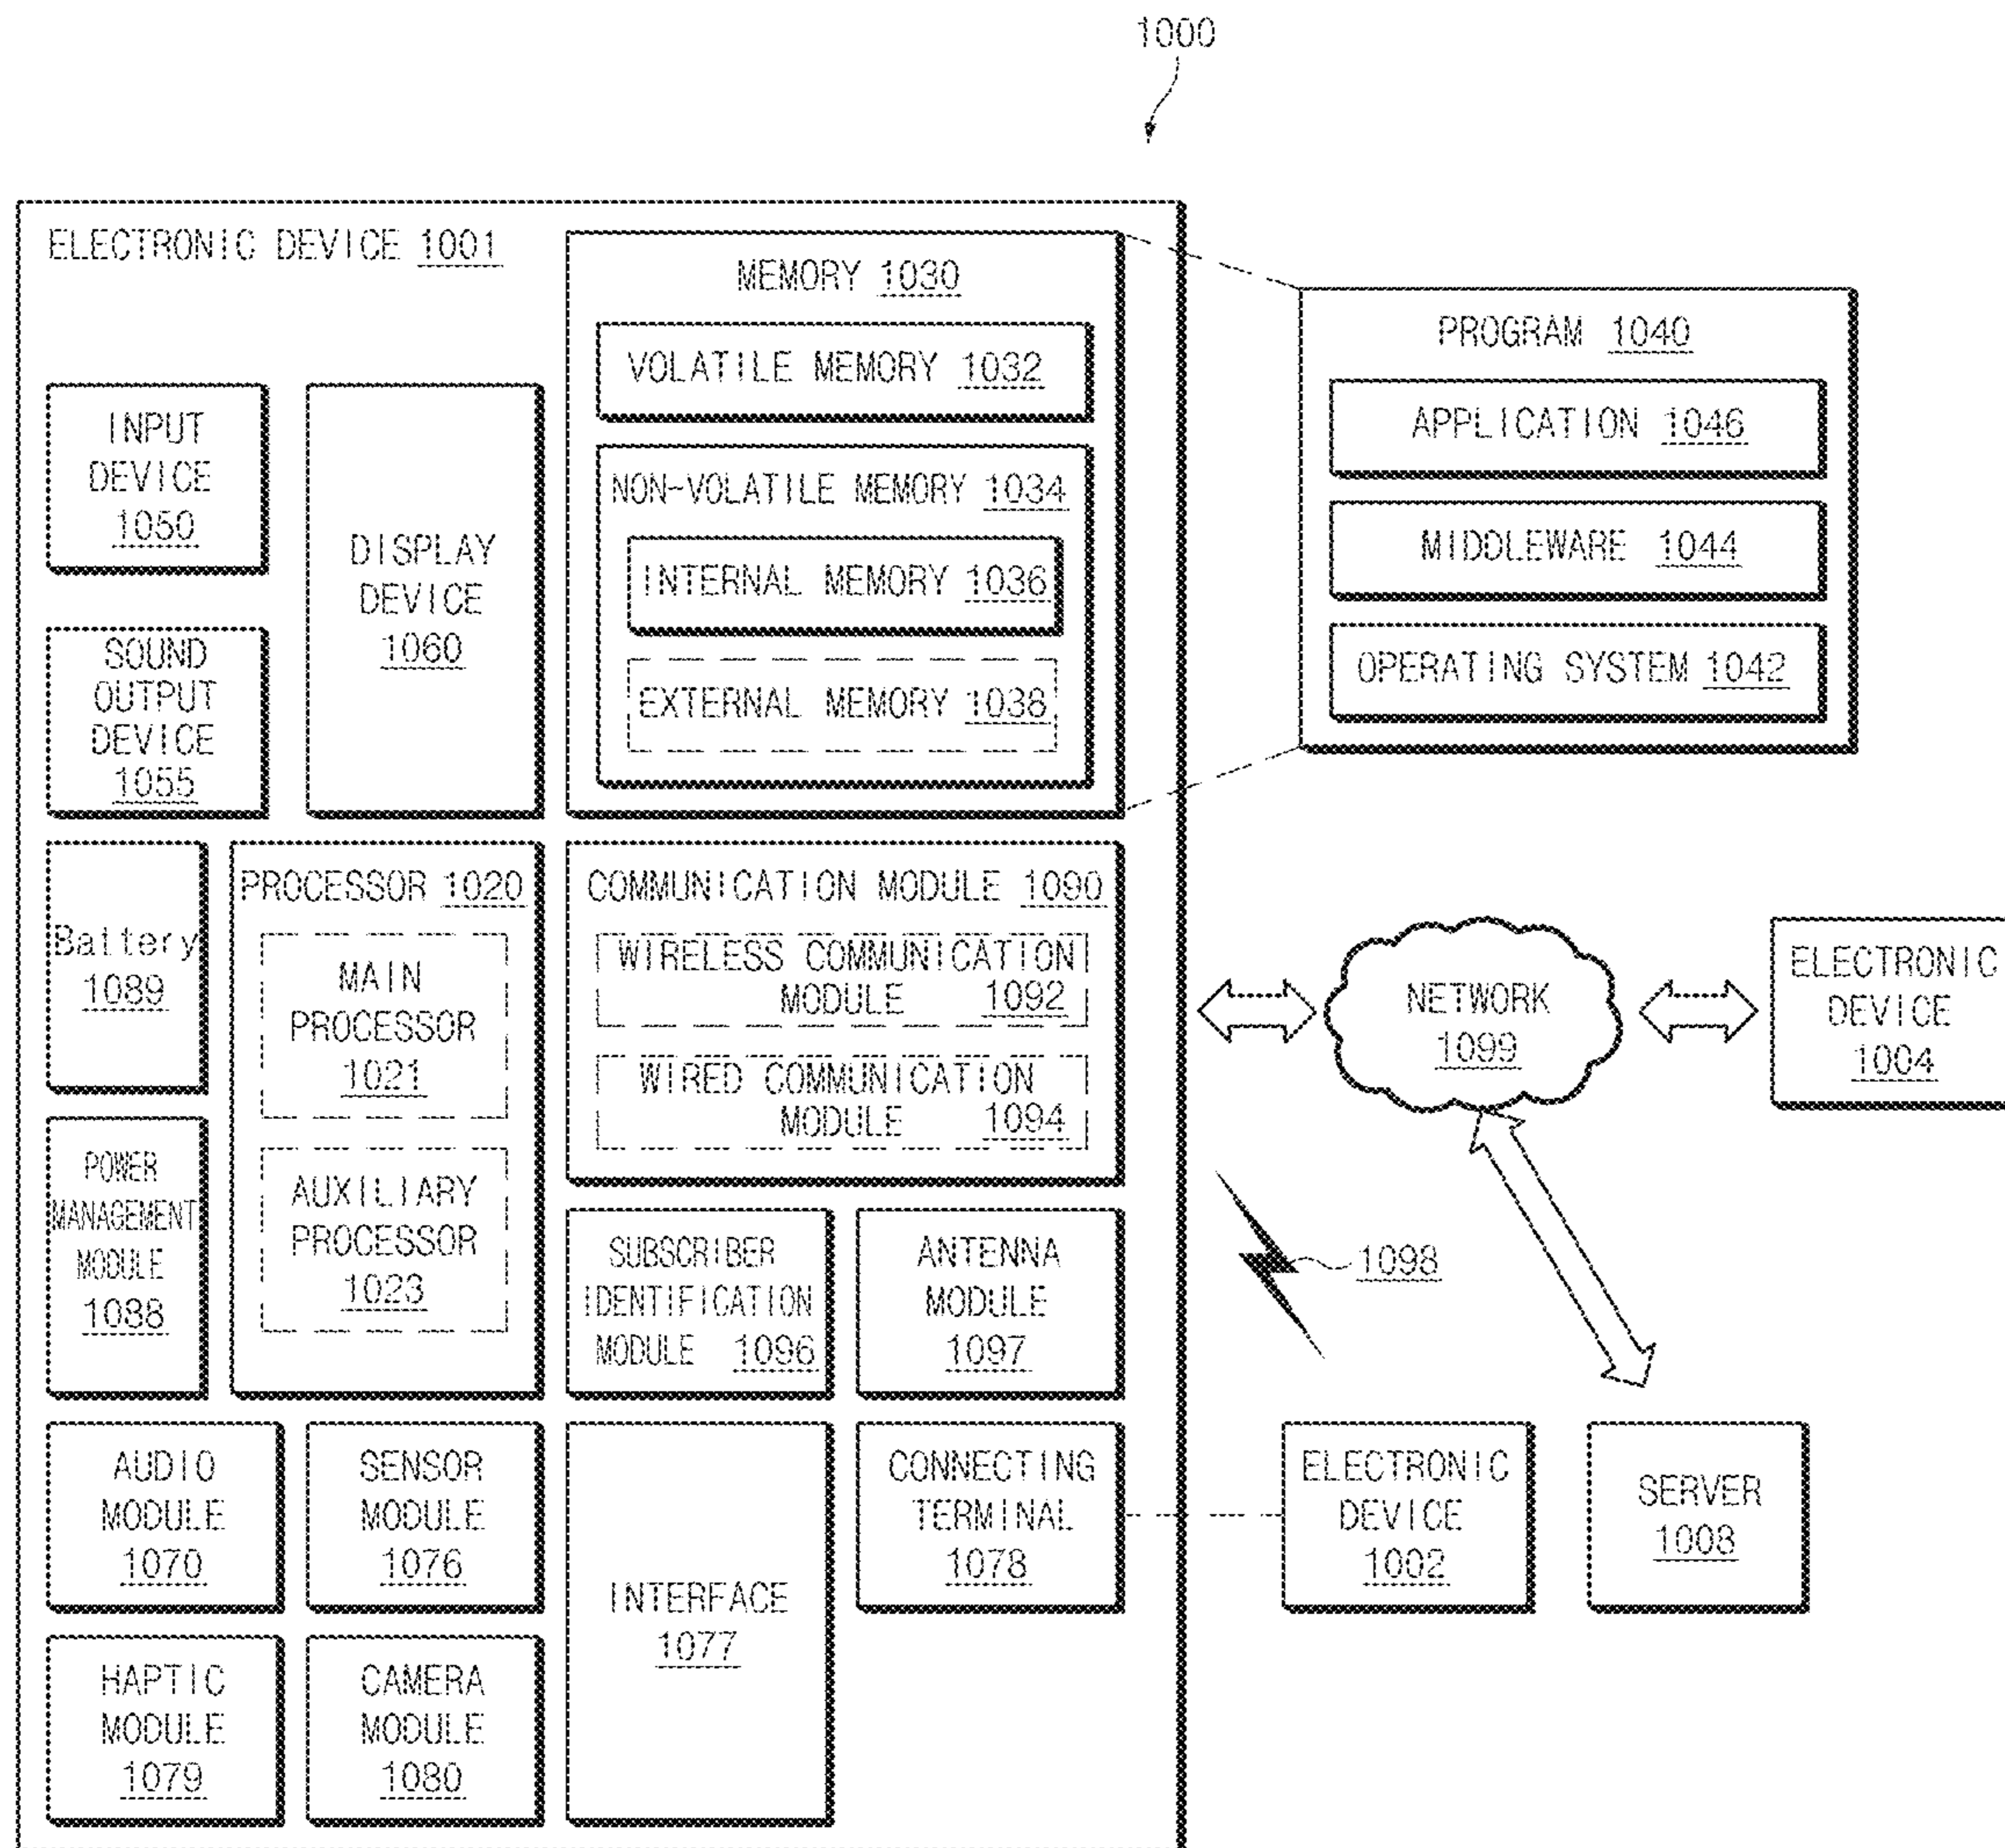 1000
ELECTRONIC DEVICE 1001
MEMORY 1030
VOLATILE MEMORY 1032
NON-VOLATILE MEMORY 1034
INTERNAL MEMORY 1036
EXTERNAL MEMORY 1038
PROGRAM 1040
APPLICATION 1046
MIDDLEWARE 1044
OPERATING SYSTEM 1042
INPUT
DEVICE
1050
DISPLAY
DEVICE
1060
SOUND
OUTPUT
DEVICE
1055
Battery
1089
PROCESSOR 1020
MAIN
PROCESSOR
1021
AUXILIARY
PROCESSOR
1023
POWER
MANAGEMENT
MODULE
1088
COMMUNICATION MODULE 1090
WIRELESS COMMUNICATION
MODULE 1092
WIRED COMMUNICATION
MODULE 1094
SUBSCRIBER
IDENTIFICATION
MODULE 1096
ANTENNA
MODULE
1097
NETWORK
1099
ELECTRONIC
DEVICE
1004
1098
AUDIO
MODULE
1070
SENSOR
MODULE
1076
INTERFACE
1077
CONNECTING
TERMINAL
1078
ELECTRONIC
DEVICE
1002
SERVER
1008
HAPTIC
MODULE
1079
CAMERA
MODULE
1080